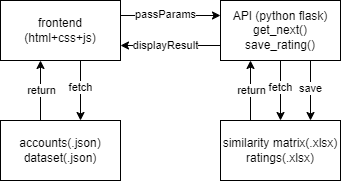 frontend
(html+css+js)
passParams
displayResult
API (python flask)
get_next()
save_rating()
return
fetch
return
fetch
save
accounts(.json)
dataset(.json)
similarity matrix(.xlsx)
ratings(.xlsx)